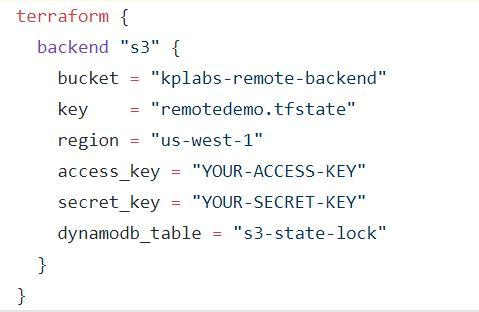 terraform {
  backend "s3" {
    bucket = "kplabs-remote-backend"
    key    = "remotedemo.tfstate"
    region = "us-west-1"
    access_key = "YOUR-ACCESS-KEY"
    secret_key = "YOUR-SECRET-KEY"
    dynamodb_table = "s3-state-lock"
  }
}